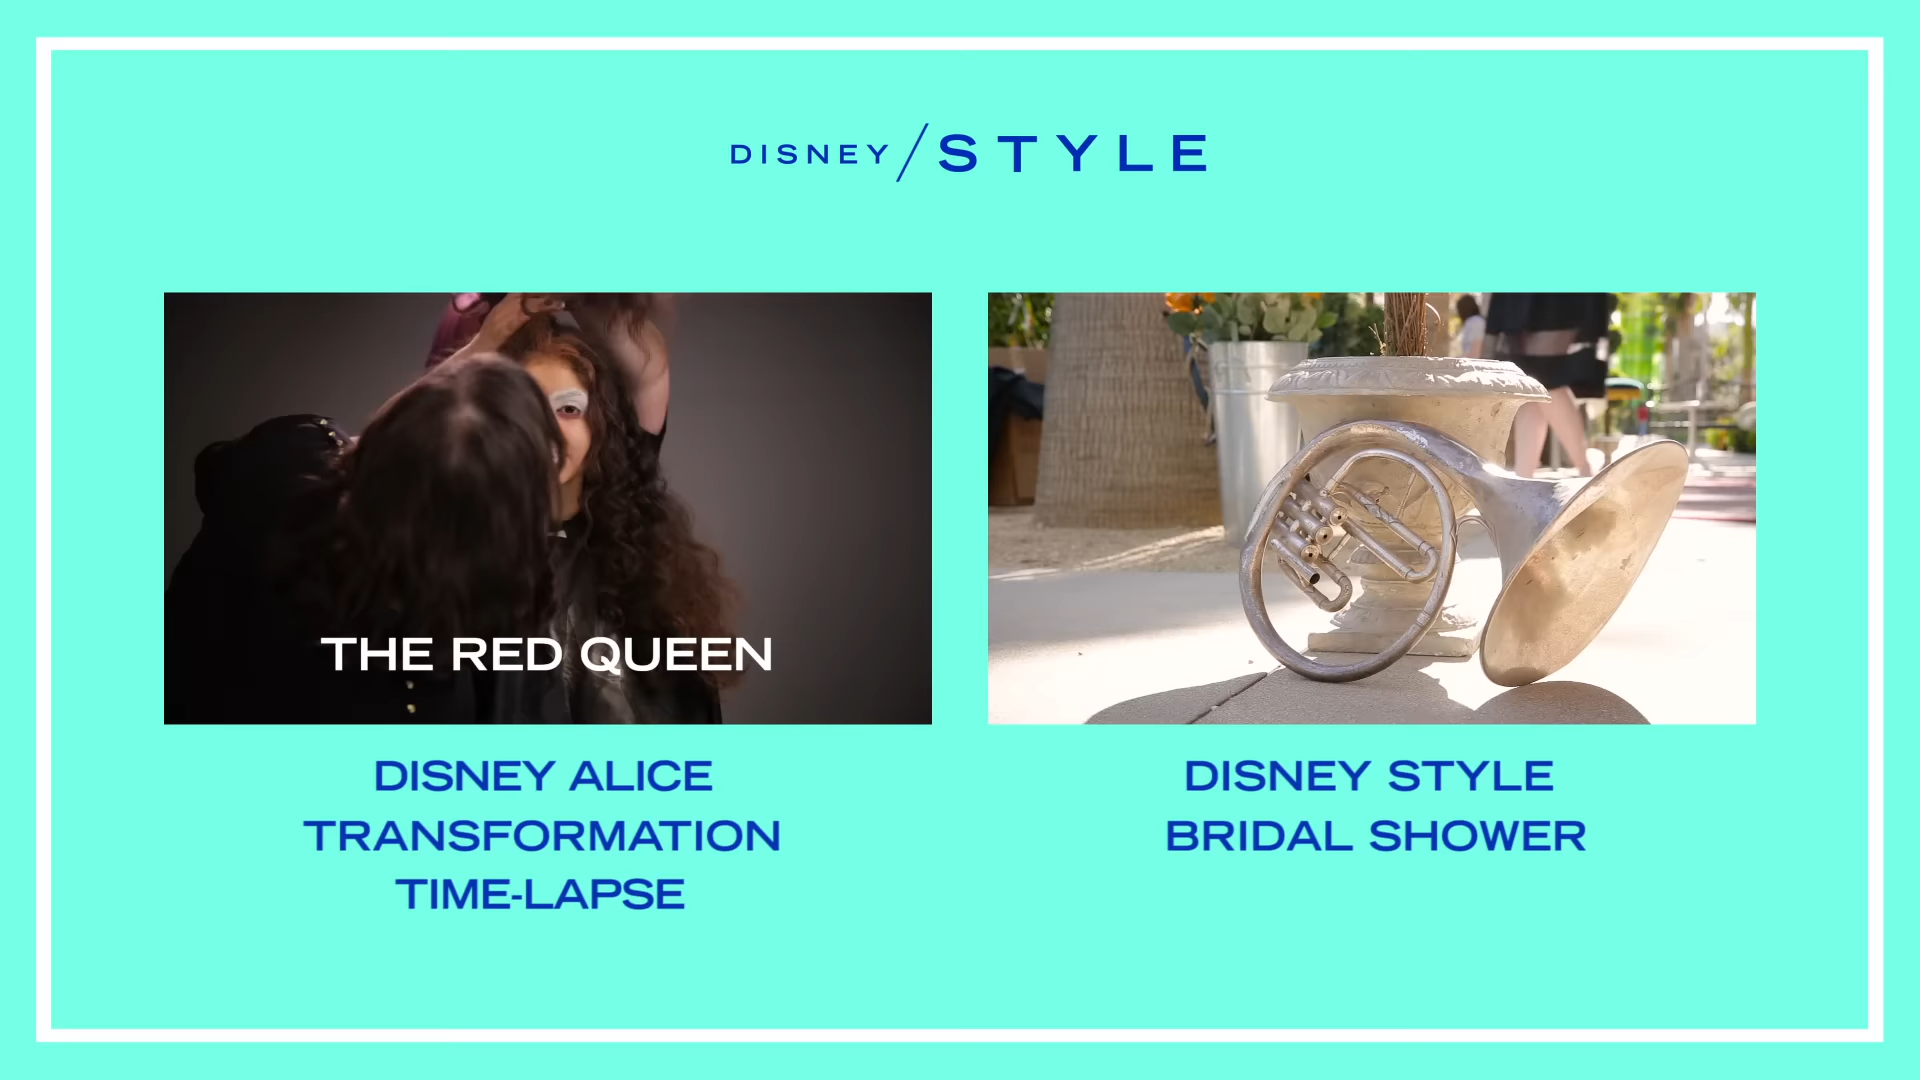 DISNEY/STYLE
THE RED QUEEN
DISNEY ALICE
TRANSFORMATION
TIME-LAPSE
DISNEY STYLE
BRIDAL SHOWER